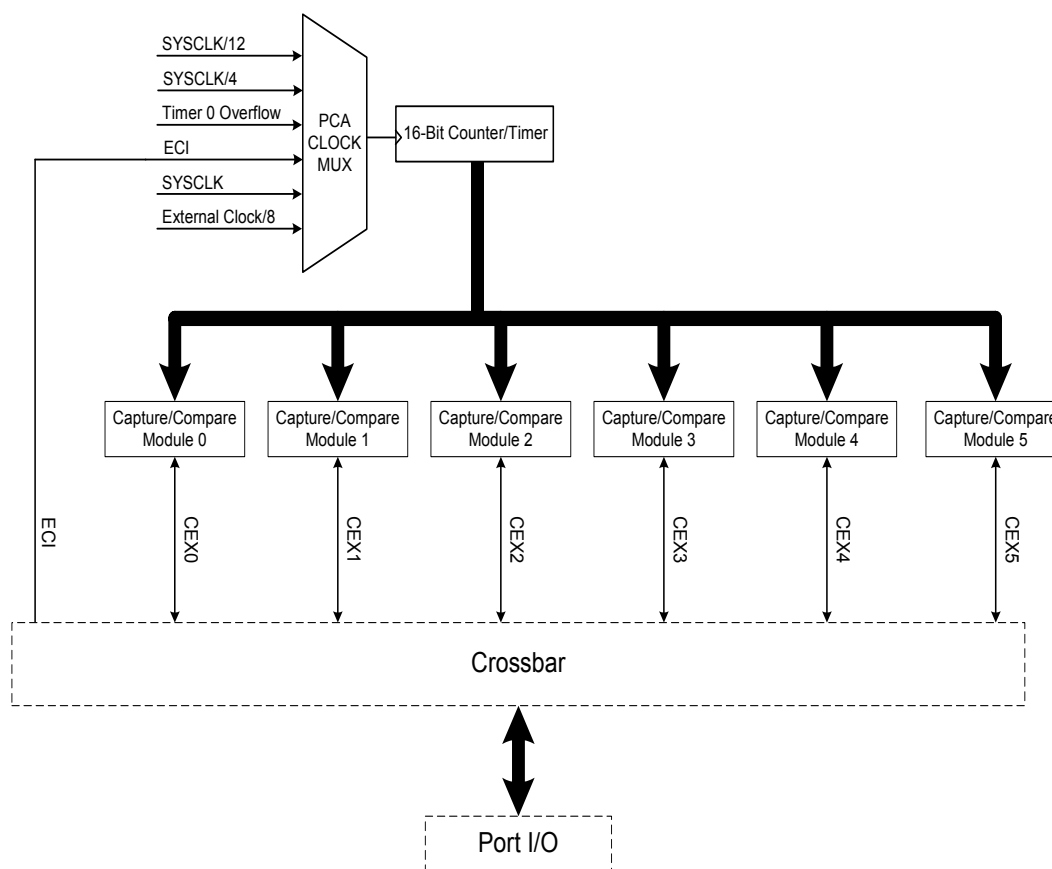 SYSCLK/12
SYSCLK/4
Timer 0 Overflow
ECI
SYSCLK
External Clock/8
PCA
CLOCK
MUX
16-Bit Counter/Timer
Capture/Compare
Module 0
Capture/Compare
Module 1
Capture/Compare
Module 2
Capture/Compare
Module 3
Capture/Compare
Module 4
Capture/Compare
Module 5
ECI
CEX0
CEX1
CEX2
CEX3
CEX4
CEX5
Crossbar
Port I/O